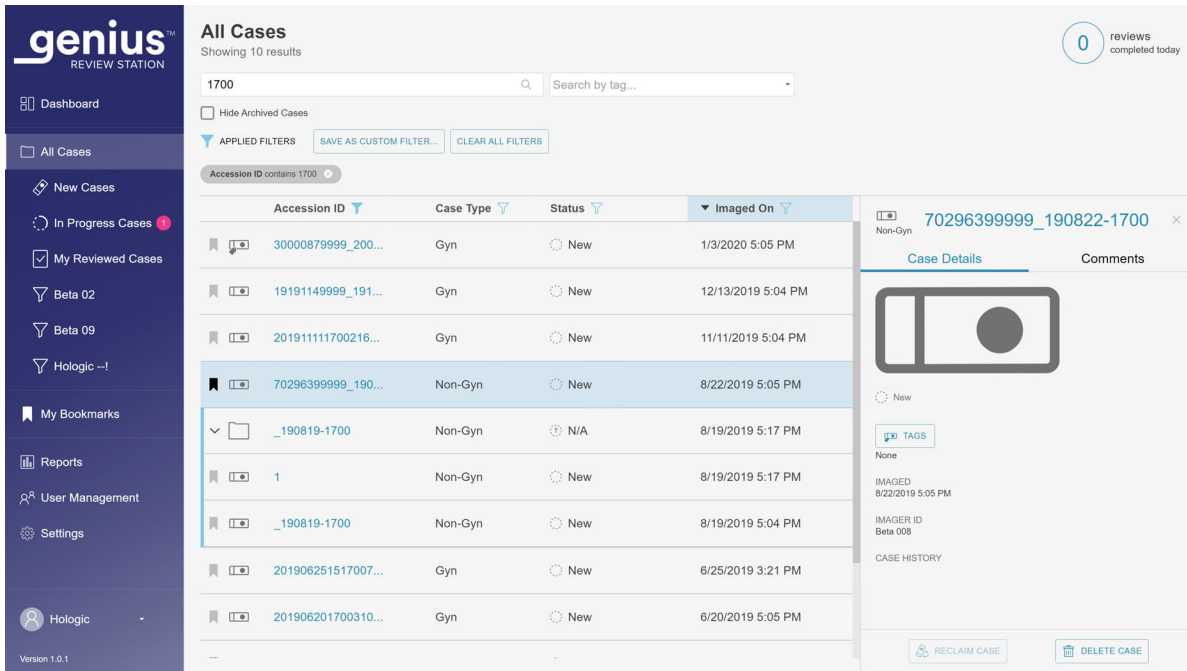 genius™
REVIEW STATION
Dashboard
All Cases
New Cases
In Progress Cases 1
My Reviewed Cases
Beta 02
Beta 09
Hologic --!
My Bookmarks
Reports
User Management
Settings
Hologic
Version 1.0.1
All Cases
Showing 10 results
0 reviews
completed today
1700
Search by tag...
Hide Archived Cases
APPLIED FILTERS SAVE AS CUSTOM FILTER... CLEAR ALL FILTERS
Accession ID contains 1700
Accession ID Case Type Status Imaged On
30000879999_200... Gyn New 1/3/2020 5:05 PM
19191149999_191... Gyn New 12/13/2019 5:04 PM
201911111700216... Gyn New 11/11/2019 5:04 PM
70296399999_190... Non-Gyn New 8/22/2019 5:05 PM
_190819-1700 Non-Gyn N/A 8/19/2019 5:17 PM
1 Non-Gyn New 8/19/2019 5:17 PM
_190819-1700 Non-Gyn New 8/19/2019 5:04 PM
201906251517007... Gyn New 6/25/2019 3:21 PM
201906201700310... Gyn New 6/20/2019 5:05 PM
Non-Gyn
70296399999_190822-1700
Case Details Comments
New
TAGS
None
IMAGED
8/22/2019 5:05 PM
IMAGER ID
Beta 008
CASE HISTORY
RECLAIM CASE DELETE CASE